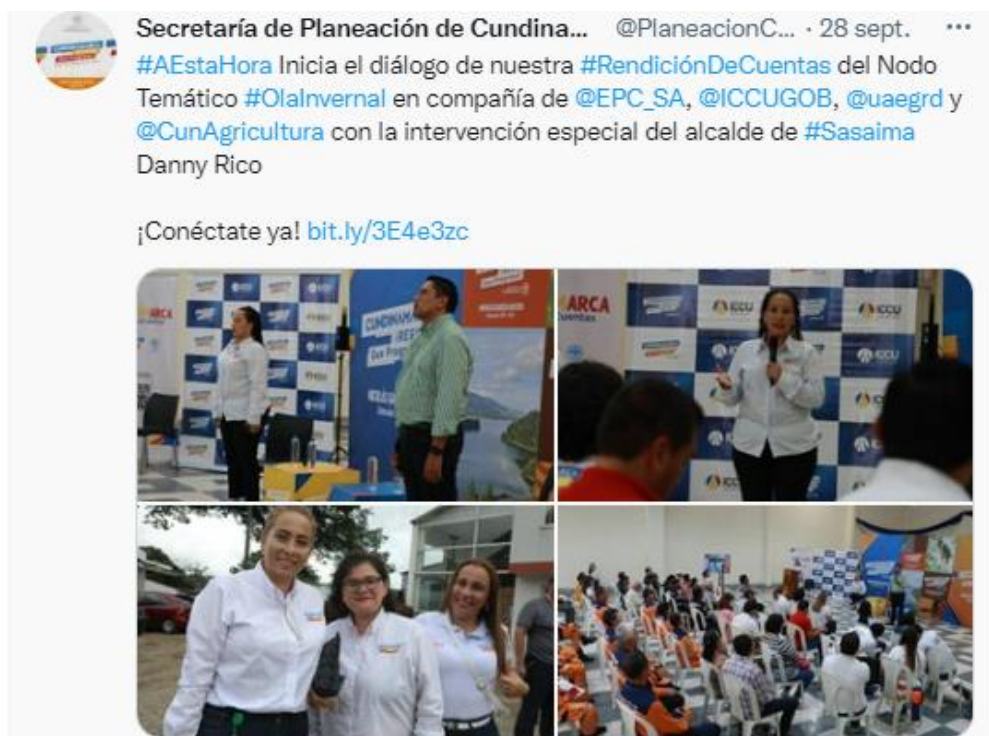 Secretaría de Planeación de Cundina... @PlaneacionC... · 28 sept. ···
#AEstaHora Inicia el diálogo de nuestra #RendiciónDeCuentas del Nodo
Temático #OlaInvernal en compañía de @EPC_SA, @ICCUGOB, @uaegrd y
@CunAgricultura con la intervención especial del alcalde de #Sasaima
Danny Rico
¡Conéctate ya! bit.ly/3E4e3zc
CUNDINAMA
ARCA
ICCU
ICCU
ICCU